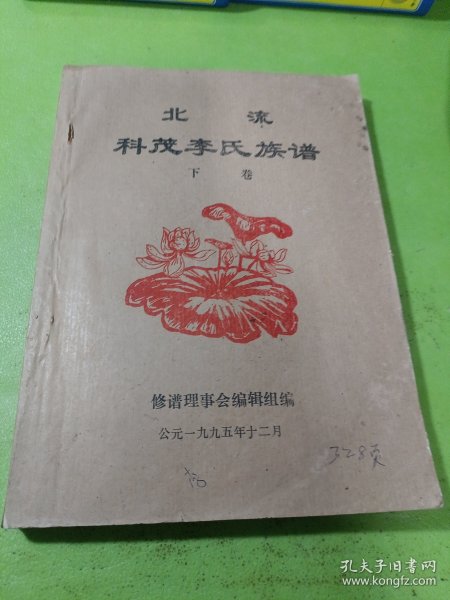 北流
科茂李氏族谱
下卷
修谱理事会编辑组编
公元一九九五年十二月
328页
孔夫子旧书网
www.kongfz.com